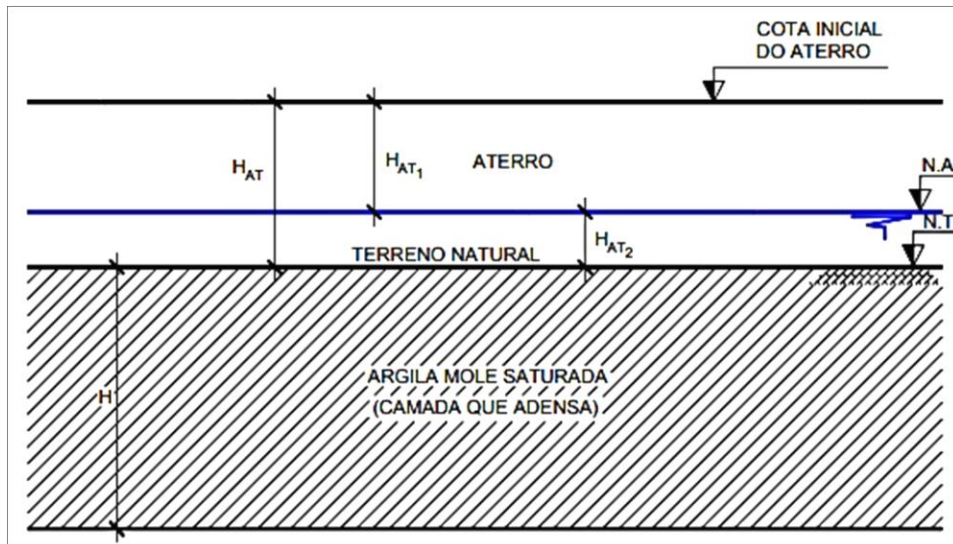 COTA INICIAL
DO ATERRO
H_AT
H_AT1
ATERRO
N.A
N.T
TERRENO NATURAL
H_AT2
H
ARGILA MOLE SATURADA
(CAMADA QUE ADENSA)